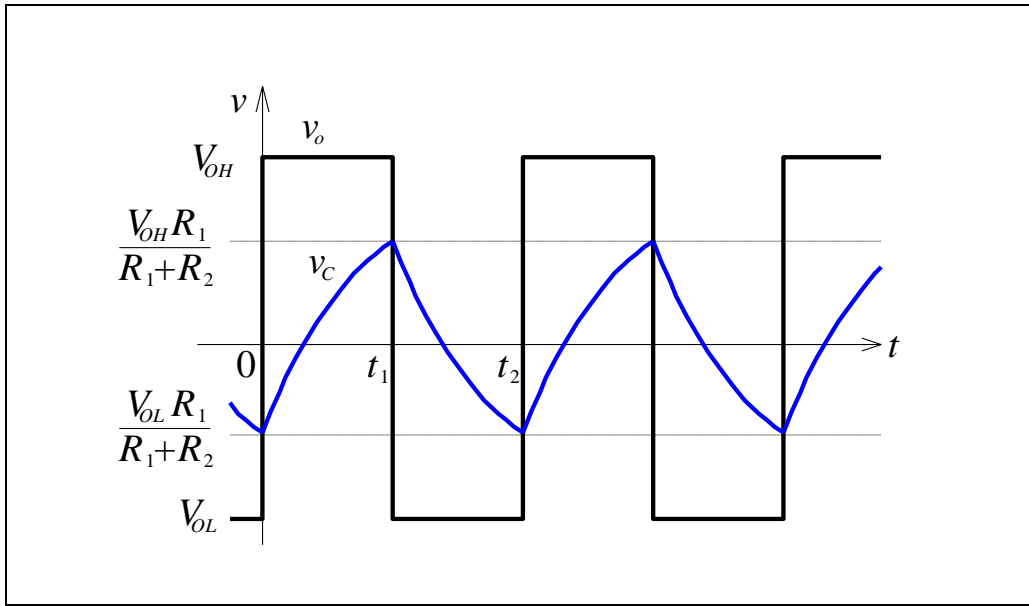 v
v_o
V_OH
V_OH R_1
R_1+R_2
v_C
0
t_1
t_2
t
V_OL R_1
R_1+R_2
V_OL